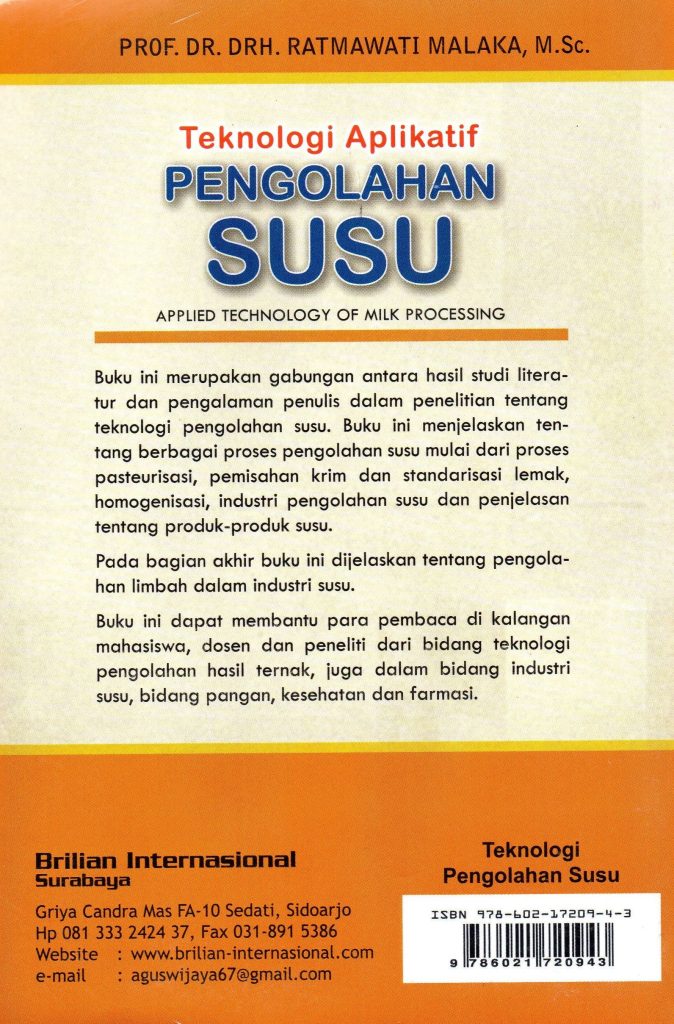 PROF. DR. DRH. RATMAWATI MALAKA, M.Sc.
Teknologi Aplikatif
PENGOLAHAN
SUSU
APPLIED TECHNOLOGY OF MILK PROCESSING
Buku ini merupakan gabungan antara hasil studi litera-
tur dan pengalaman penulis dalam penelitian tentang
teknologi pengolahan susu. Buku ini menjelaskan ten-
tang berbagai proses pengolahan susu mulai dari proses
pasteurisasi, pemisahan krim dan standarisasi lemak,
homogenisasi, industri pengolahan susu dan penjelasan
tentang produk-produk susu.
Pada bagian akhir buku ini dijelaskan tentang pengola-
han limbah dalam industri susu.
Buku ini dapat membantu para pembaca di kalangan
mahasiswa, dosen dan peneliti dari bidang teknologi
pengolahan hasil ternak, juga dalam bidang industri
susu, bidang pangan, kesehatan dan farmasi.
Brilian Internasional
Surabaya
Griya Candra Mas FA-10 Sedati, Sidoarjo
Hp 081 333 2424 37, Fax 031-891 5386
Website : www.brilian-internasional.com
e-mail : aguswijaya67@gmail.com
Teknologi
Pengolahan Susu
ISBN 978-602-17209-4-3
9 786021 720943